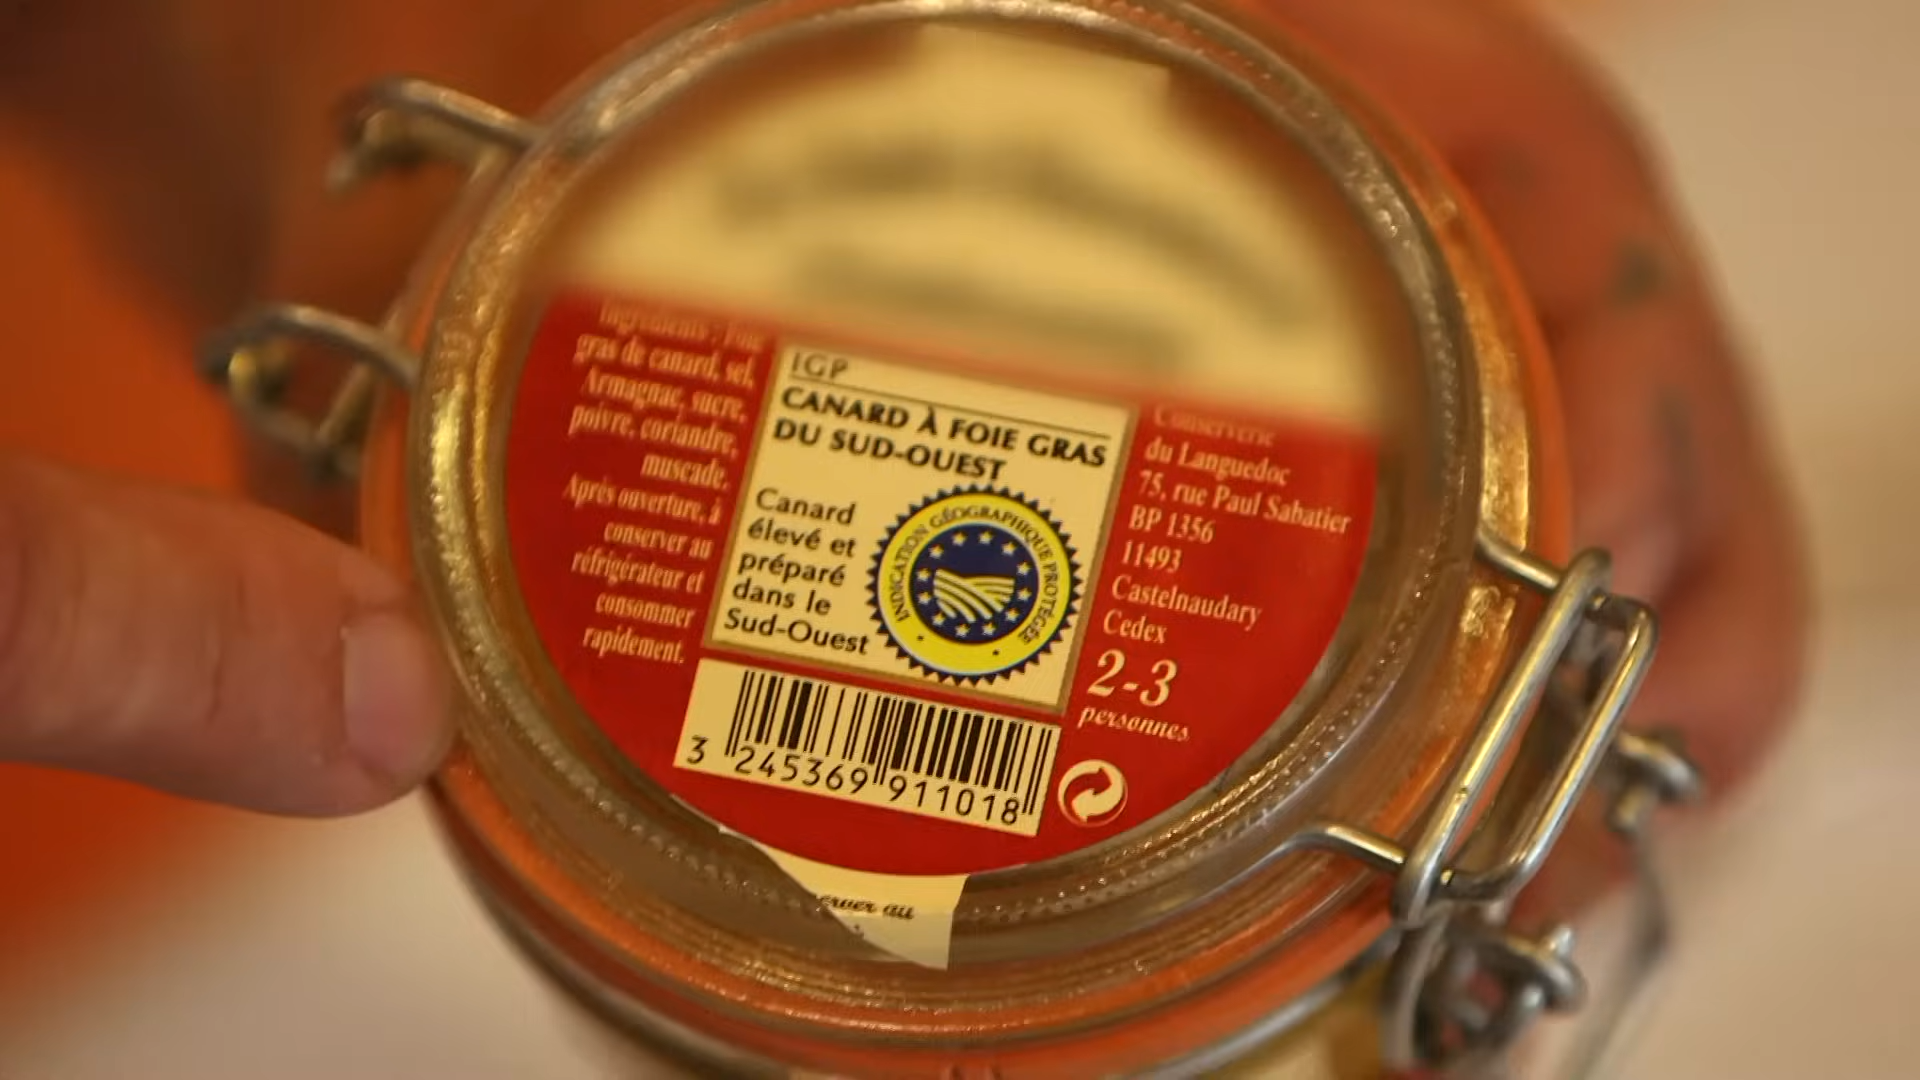 Ingrédients : Foie
gras de canard, sel,
Armagnac, sucre,
poivre, coriandre,
muscade.
Après ouverture, à
conserver au
réfrigérateur et
consommer
rapidement.
IGP
CANARD À FOIE GRAS
DU SUD-OUEST
Canard
élevé et
préparé
dans le
Sud-Ouest
INDICATION GÉOGRAPHIQUE PROTÉGÉE
3 245369 911018
Conserverie
du Languedoc
75, rue Paul Sabatier
BP 1356
11493
Castelnaudary
Cedex
2-3
personnes
au